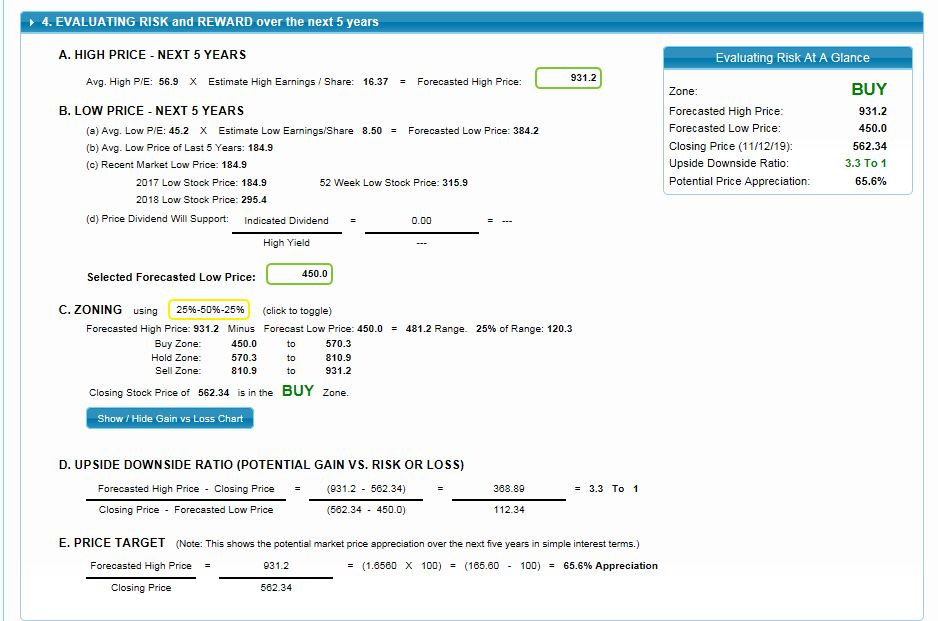 4. EVALUATING RISK and REWARD over the next 5 years
A. HIGH PRICE - NEXT 5 YEARS
Avg. High P/E: 56.9 X Estimate High Earnings / Share: 16.37 = Forecasted High Price: 931.2
B. LOW PRICE - NEXT 5 YEARS
(a) Avg. Low P/E: 45.2 X Estimate Low Earnings/Share 8.50 = Forecasted Low Price: 384.2
(b) Avg. Low Price of Last 5 Years: 184.9
(c) Recent Market Low Price: 184.9
2017 Low Stock Price: 184.9 52 Week Low Stock Price: 315.9
2018 Low Stock Price: 295.4
(d) Price Dividend Will Support: Indicated Dividend = 0.00 = ---
High Yield ---
Selected Forecasted Low Price: 450.0
Evaluating Risk At A Glance
Zone: BUY
Forecasted High Price: 931.2
Forecasted Low Price: 450.0
Closing Price (11/12/19): 562.34
Upside Downside Ratio: 3.3 To 1
Potential Price Appreciation: 65.6%
C. ZONING using 25%-50%-25% (click to toggle)
Forecasted High Price: 931.2 Minus Forecast Low Price: 450.0 = 481.2 Range. 25% of Range: 120.3
Buy Zone: 450.0 to 570.3
Hold Zone: 570.3 to 810.9
Sell Zone: 810.9 to 931.2
Closing Stock Price of 562.34 is in the BUY Zone.
Show / Hide Gain vs Loss Chart
D. UPSIDE DOWNSIDE RATIO (POTENTIAL GAIN VS. RISK OR LOSS)
Forecasted High Price - Closing Price = (931.2 - 562.34) = 368.89 = 3.3 To 1
Closing Price - Forecasted Low Price (562.34 - 450.0) 112.34
E. PRICE TARGET (Note: This shows the potential market price appreciation over the next five years in simple interest terms.)
Forecasted High Price = 931.2 = (1.6560 X 100) = (165.60 - 100) = 65.6% Appreciation
Closing Price 562.34